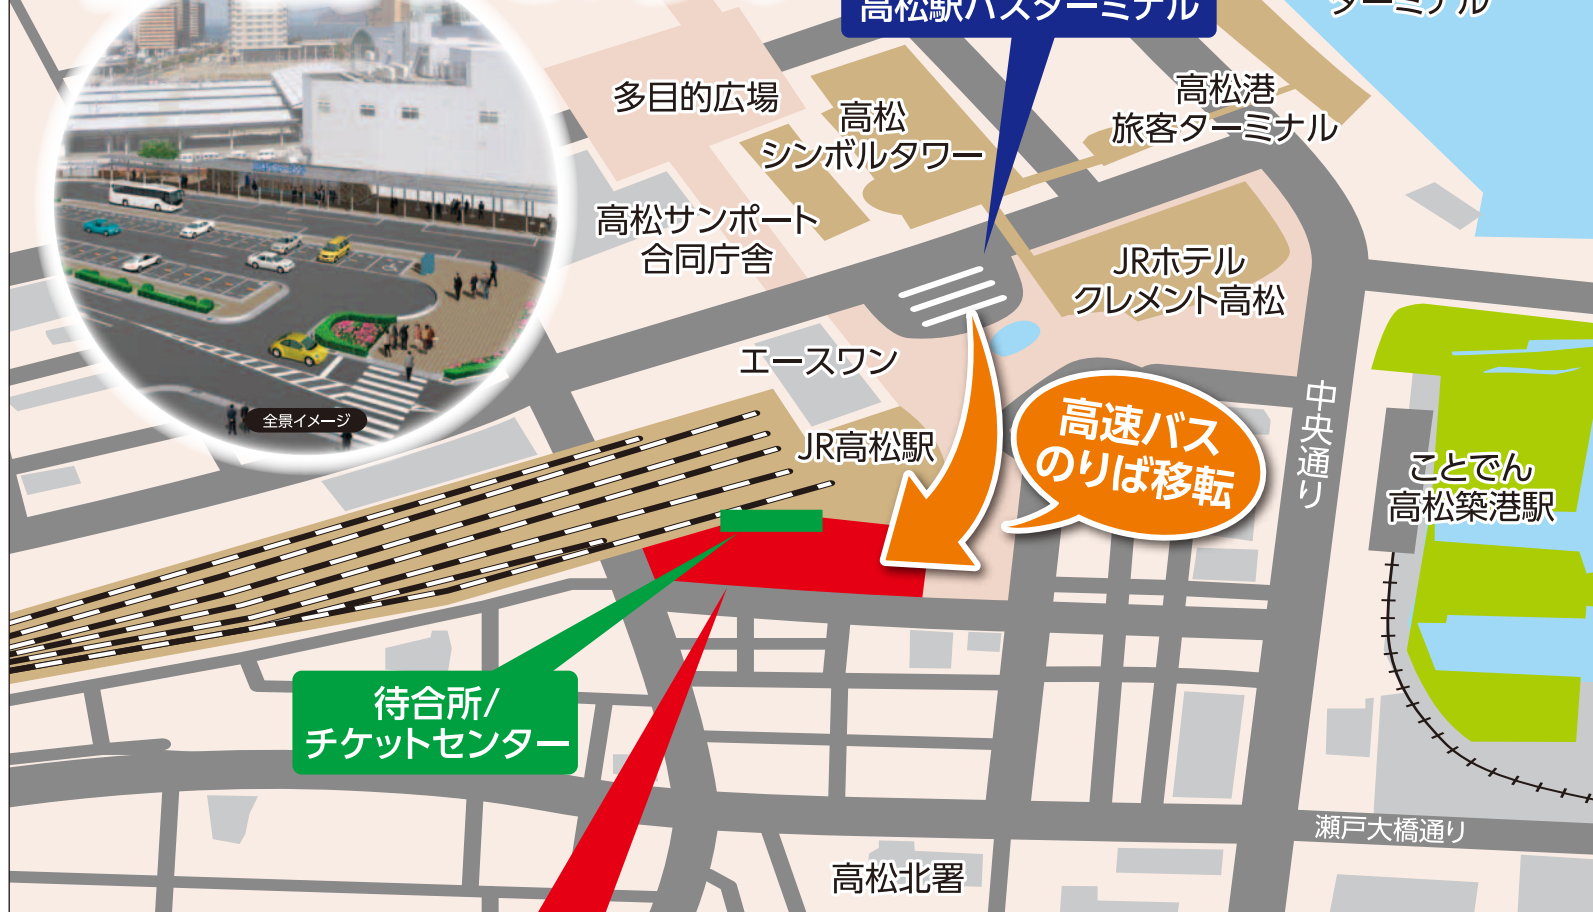 高松駅バスターミナル
ターミナル
多目的広場
高松
シンボルタワー
高松港
旅客ターミナル
高松サンポート
合同庁舎
JRホテル
クレメント高松
エースワン
全景イメージ
JR高松駅
高速バス
のりば移転
中央通り
ことでん
高松築港駅
待合所/
チケットセンター
瀬戸大橋通り
高松北署